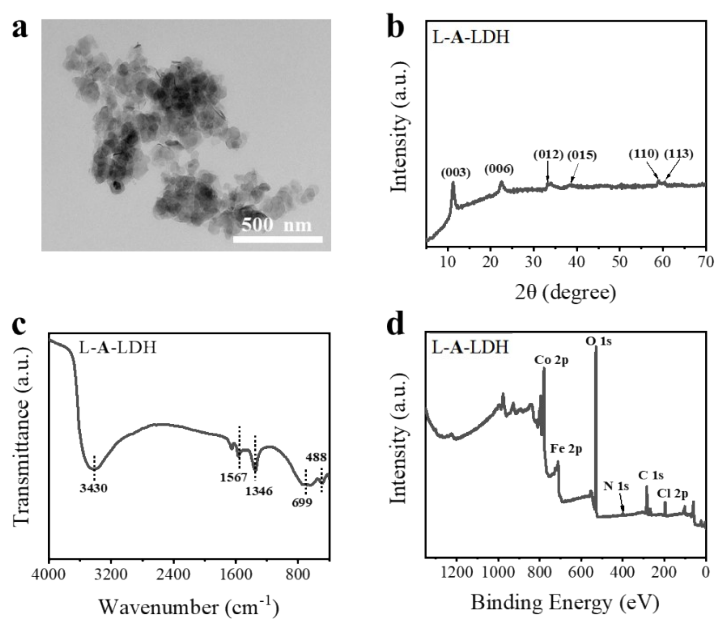 a
500 nm
b
L-A-LDH
(003)
(006)
(012)
(015)
(110)
(113)
Intensity (a.u.)
10 20 30 40 50 60 70
2θ (degree)
c
L-A-LDH
3430
1567
1346
699
488
Transmittance (a.u.)
4000 3200 2400 1600 800
Wavenumber (cm⁻¹)
d
L-A-LDH
O 1s
Co 2p
Fe 2p
N 1s
C 1s
Cl 2p
Intensity (a.u.)
1200 1000 800 600 400 200 0
Binding Energy (eV)